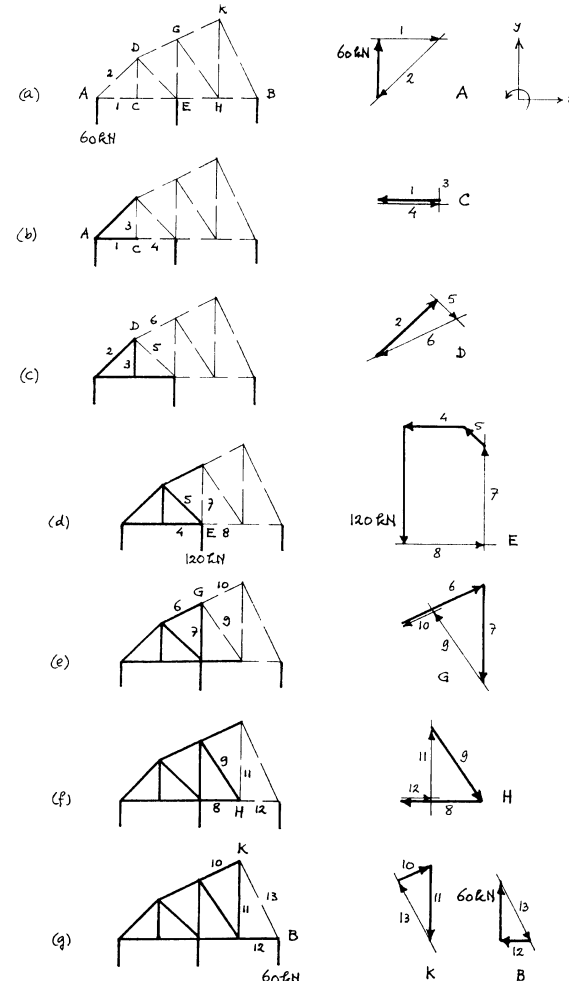 K
G
D
2
(a) A 1 C E H B
60kN
1
60kN 2 A
y
(b) A 3
1 C 4
1 3
4 C
(c) 2 D 6 5
3
2 5
6 D
(d) 5 7
4 E 8
120kN
4 5
7
120kN
8 E
(e) G 10
6 7 9
6
10 9 7
G
(f) 9 11
8 H 12
11 9
12 8 H
(g) 10 K
11 13
12 B
60kN
10
13 11
K
60kN 13
12
B